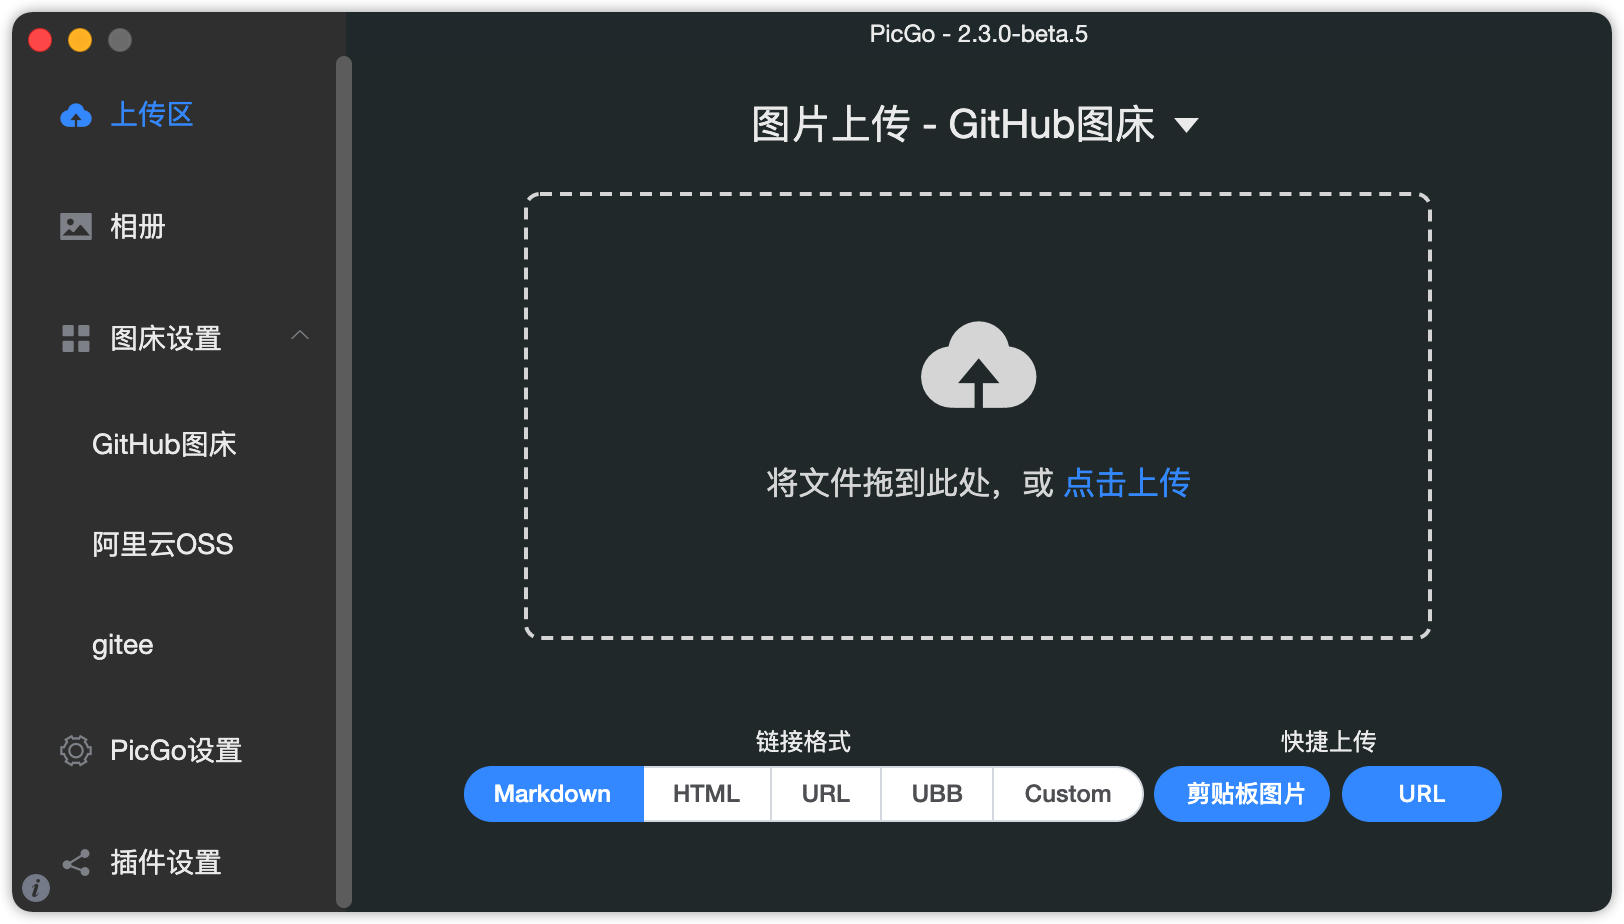 PicGo - 2.3.0-beta.5
上传区
相册
图床设置
GitHub图床
阿里云OSS
gitee
PicGo设置
插件设置
i
图片上传 - GitHub图床
将文件拖到此处，或 点击上传
链接格式
Markdown HTML URL UBB Custom
快捷上传
剪贴板图片 URL